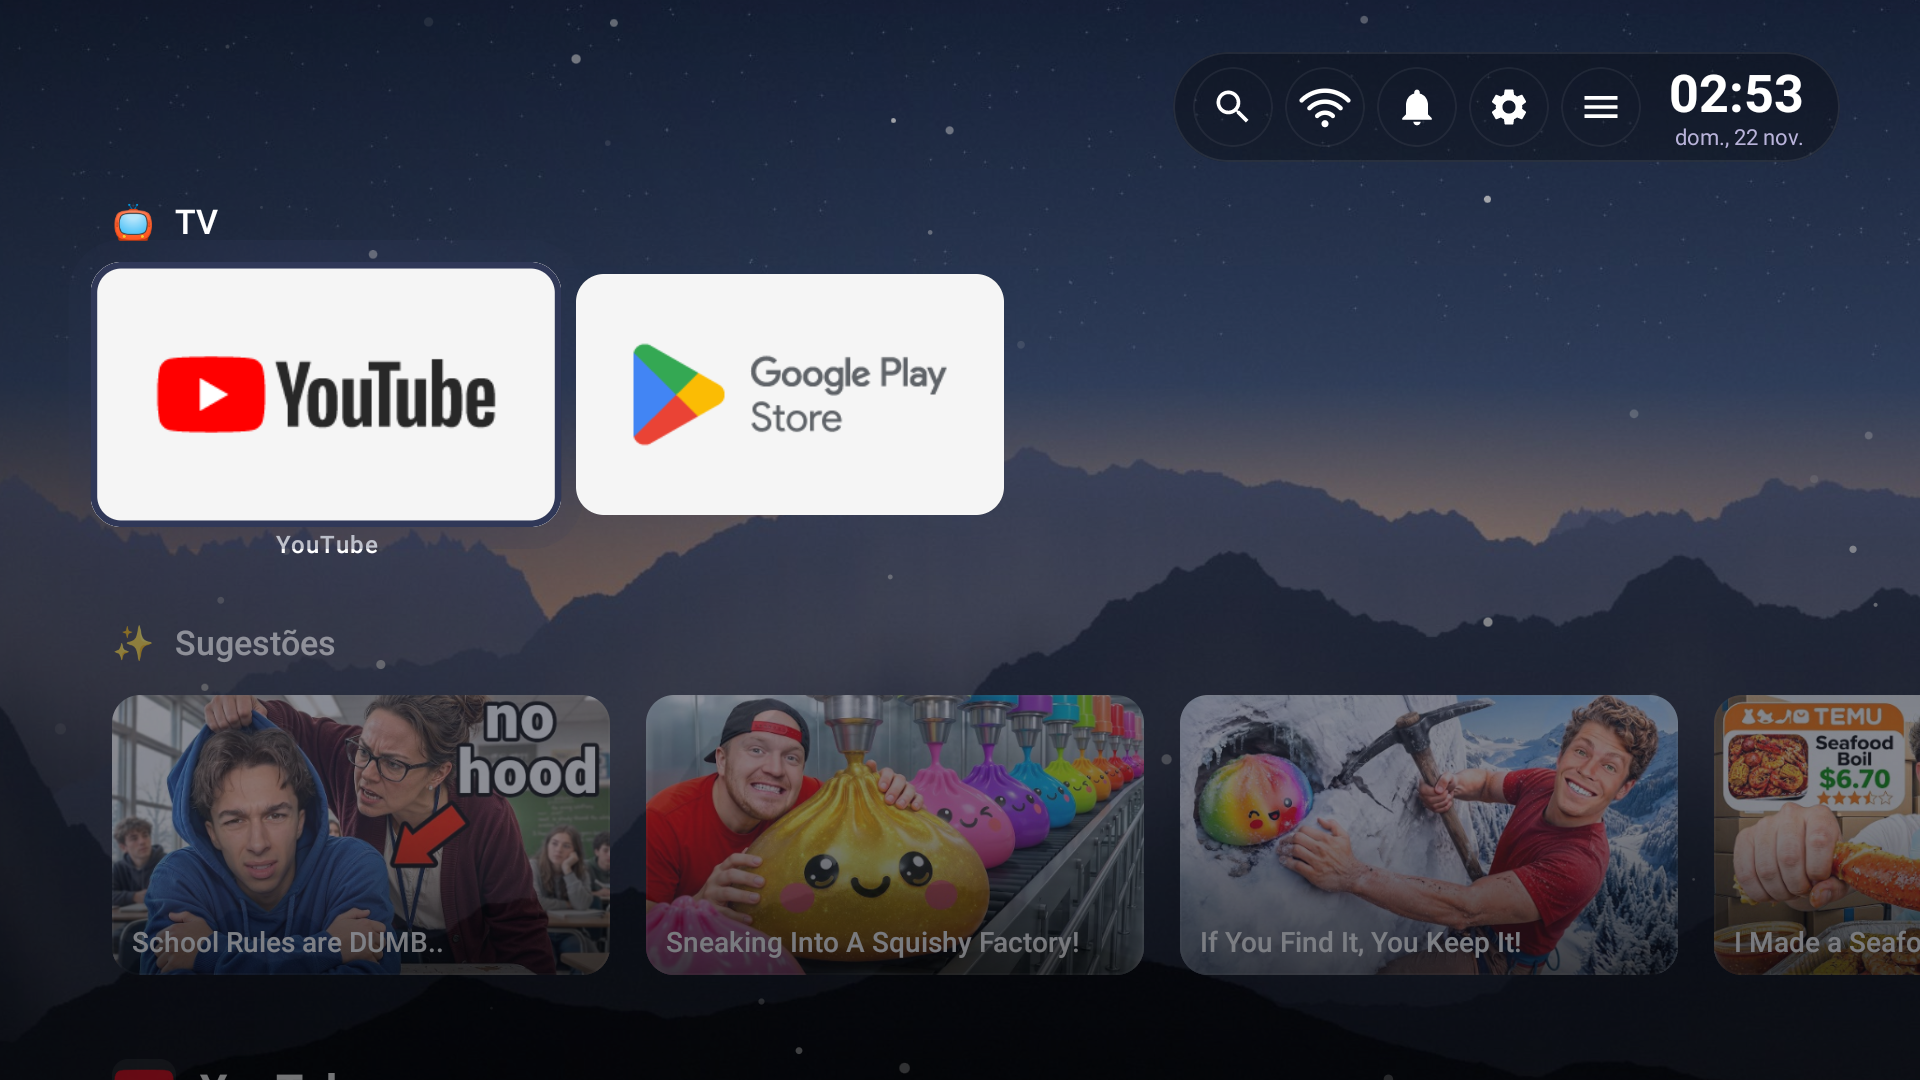 02:53
dom., 22 nov.
TV
YouTube
Google Play
Store
YouTube
Sugestões
no
hood
School Rules are DUMB..
Sneaking Into A Squishy Factory!
If You Find It, You Keep It!
TEMU
Seafood
Boil
$6.70
I Made a Seafo